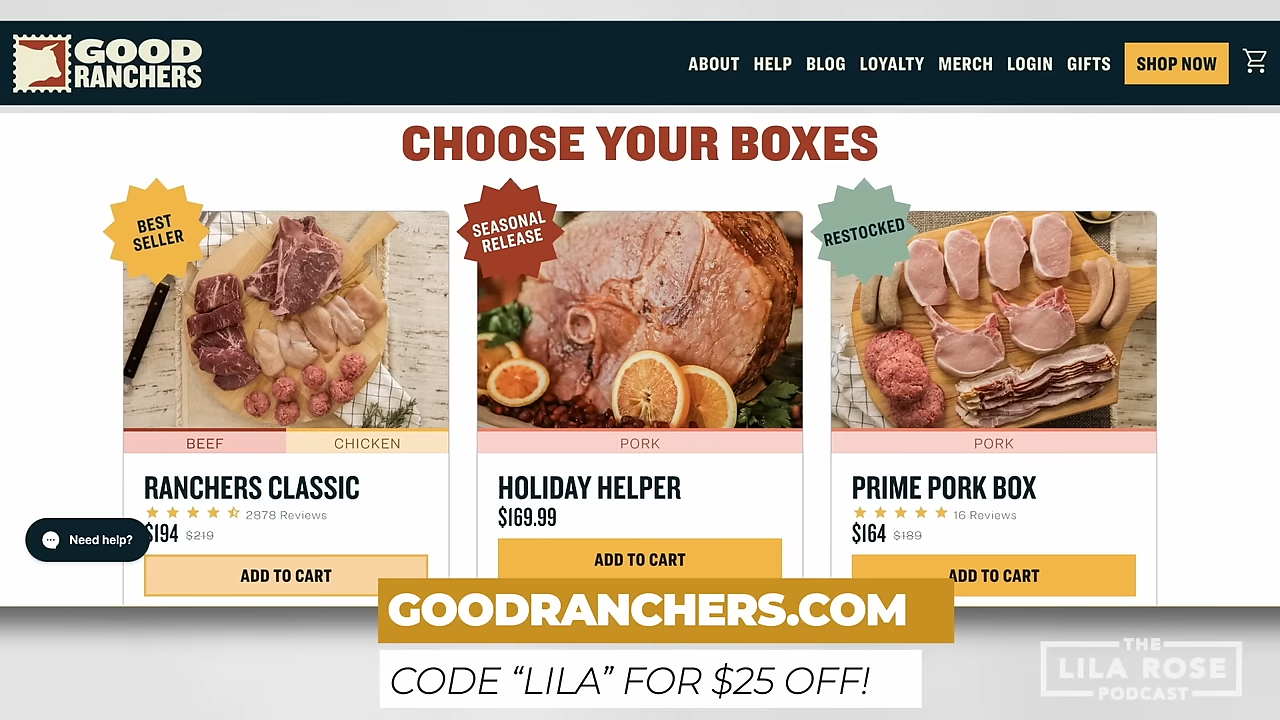 GOOD
RANCHERS
ABOUT HELP BLOG LOYALTY MERCH LOGIN GIFTS SHOP NOW
CHOOSE YOUR BOXES
BEST
SELLER
SEASONAL
RELEASE
RESTOCKED
BEEF CHICKEN
PORK
PORK
RANCHERS CLASSIC
2878 Reviews
$194 $219
ADD TO CART
HOLIDAY HELPER
$169.99
ADD TO CART
PRIME PORK BOX
16 Reviews
$164 $189
ADD TO CART
Need help?
GOODRANCHERS.COM
CODE “LILA” FOR $25 OFF!
THE
LILA ROSE
PODCAST